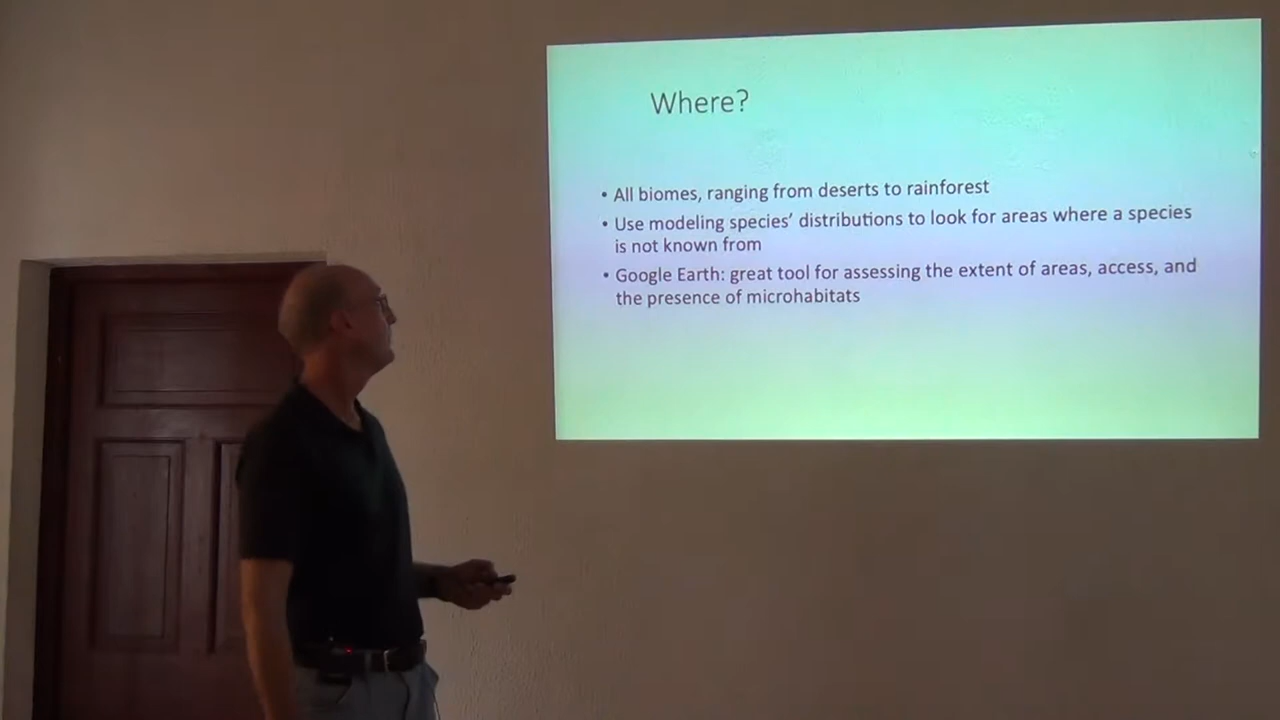 Where?
• All biomes, ranging from deserts to rainforest
• Use modeling species’ distributions to look for areas where a species
is not known from
• Google Earth: great tool for assessing the extent of areas, access, and
the presence of microhabitats